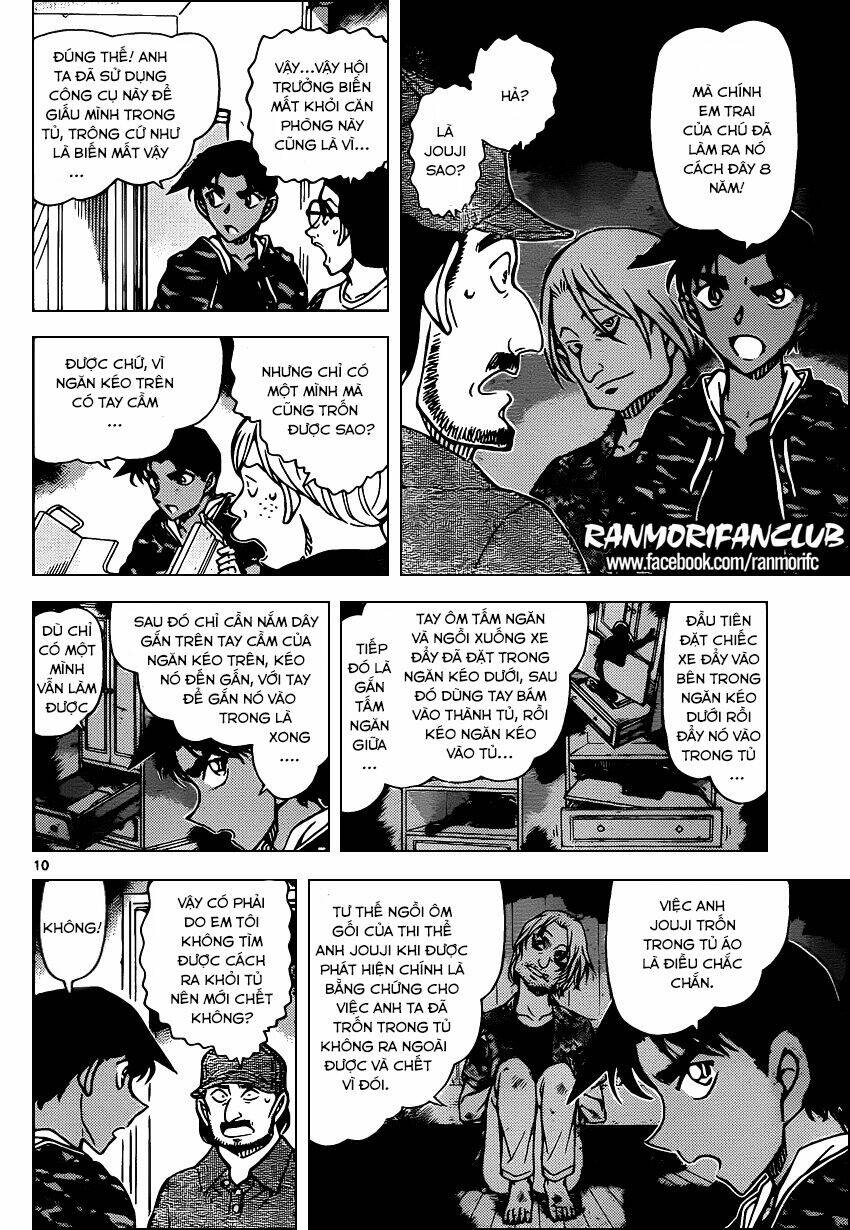 MÀ CHÍNH
EM TRAI
CỦA CHÚ ĐÃ
LÀM RA NÓ
CÁCH ĐÂY 8
NĂM!
HẢ?
LÀ
JOUJI
SAO?
RANMORIFANCLUB
www.facebook.com/ranmorifc
VẬY...VẬY HỘI
TRƯỞNG BIẾN
MẤT KHỎI CĂN
PHÒNG NÀY
CŨNG LÀ VÌ...
ĐÚNG THẾ! ANH
TA ĐÃ SỬ DỤNG
CÔNG CỤ NÀY ĐỂ
GIẤU MÌNH TRONG
TỦ, TRÔNG CỨ NHƯ
LÀ BIẾN MẤT VẬY
...
NHƯNG CHỈ CÓ
MỘT MÌNH MÀ
CŨNG TRỐN
ĐƯỢC SAO?
ĐƯỢC CHỨ, VÌ
NGĂN KÉO TRÊN
CÓ TAY CẦM
...
ĐẦU TIÊN
ĐẶT CHIẾC
XE ĐẨY VÀO
BÊN TRONG
NGĂN KÉO
DƯỚI RỒI
ĐẨY NÓ VÀO
TRONG TỦ
...
TAY ÔM TẤM NGĂN
VÀ NGỒI XUỐNG XE
ĐẨY ĐÃ ĐẶT TRONG
NGĂN KÉO DƯỚI, SAU
ĐÓ DÙNG TAY BÁM
VÀO THÀNH TỦ, RỒI
KÉO NGĂN KÉO
VÀO TỦ...
TIẾP
ĐÓ LÀ
GẮN
TẤM
NGĂN
GIỮA
...
SAU ĐÓ CHỈ CẦN NẮM DÂY
GẮN TRÊN TAY CẦM CỦA
NGĂN KÉO TRÊN, KÉO
NÓ ĐẾN GẦN, VỚI TAY
ĐỂ GẮN NÓ VÀO
TRONG LÀ
XONG
....
DÙ CHỈ
CÓ MỘT
MÌNH
VẪN LÀM
ĐƯỢC
10
VIỆC ANH
JOUJI TRỐN
TRONG TỦ ÁO
LÀ ĐIỀU CHẮC
CHẮN.
TƯ THẾ NGỒI ÔM
GỐI CỦA THI THỂ
ANH JOUJI KHI ĐƯỢC
PHÁT HIỆN CHÍNH LÀ
BẰNG CHỨNG CHO
VIỆC ANH TA ĐÃ
TRỐN TRONG TỦ
KHÔNG RA NGOÀI
ĐƯỢC VÀ CHẾT
VÌ ĐÓI.
VẬY CÓ PHẢI
DO EM TÔI
KHÔNG TÌM
ĐƯỢC CÁCH
RA KHỎI TỦ
NÊN MỚI CHẾT
KHÔNG?
KHÔNG!